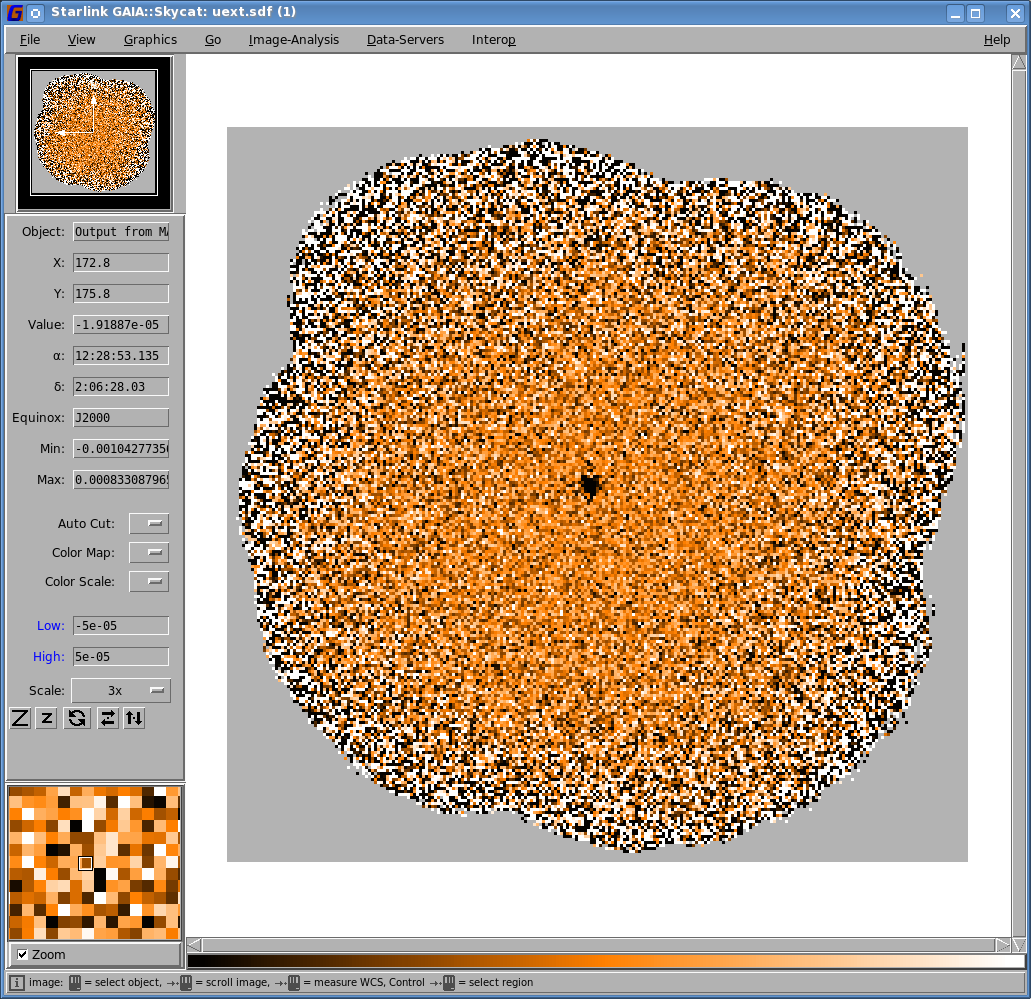 Starlink GAIA::Skycat: uext.sdf (1)
File View Graphics Go Image-Analysis Data-Servers Interop Help
Object: Output from
X: 172.8
Y: 175.8
Value: -1.91887e-05
α: 12:28:53.135
δ: 2:06:28.03
Equinox: J2000
Min: -0.0010427735
Max: 0.0008330879
Auto Cut:
Color Map:
Color Scale:
Low: -5e-05
High: 5e-05
Scale: 3x
Z z
Zoom
image: = select object, = scroll image, = measure WCS, Control = select region